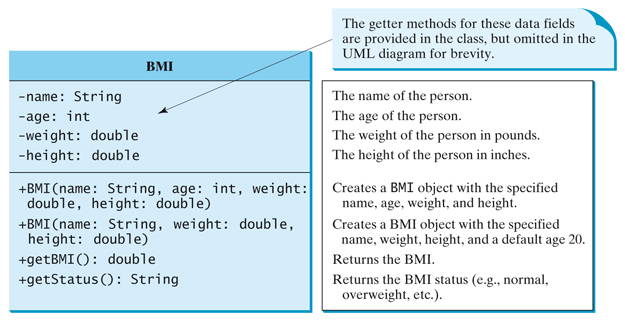 The getter methods for these data fields
are provided in the class, but omitted in the
UML diagram for brevity.
BMI
-name: String
-age: int
-weight: double
-height: double
The name of the person.
The age of the person.
The weight of the person in pounds.
The height of the person in inches.
+BMI(name: String, age: int, weight:
double, height: double)
+BMI(name: String, weight: double,
height: double)
+getBMI(): double
+getStatus(): String
Creates a BMI object with the specified
name, age, weight, and height.
Creates a BMI object with the specified
name, weight, height, and a default age 20.
Returns the BMI.
Returns the BMI status (e.g., normal,
overweight, etc.).